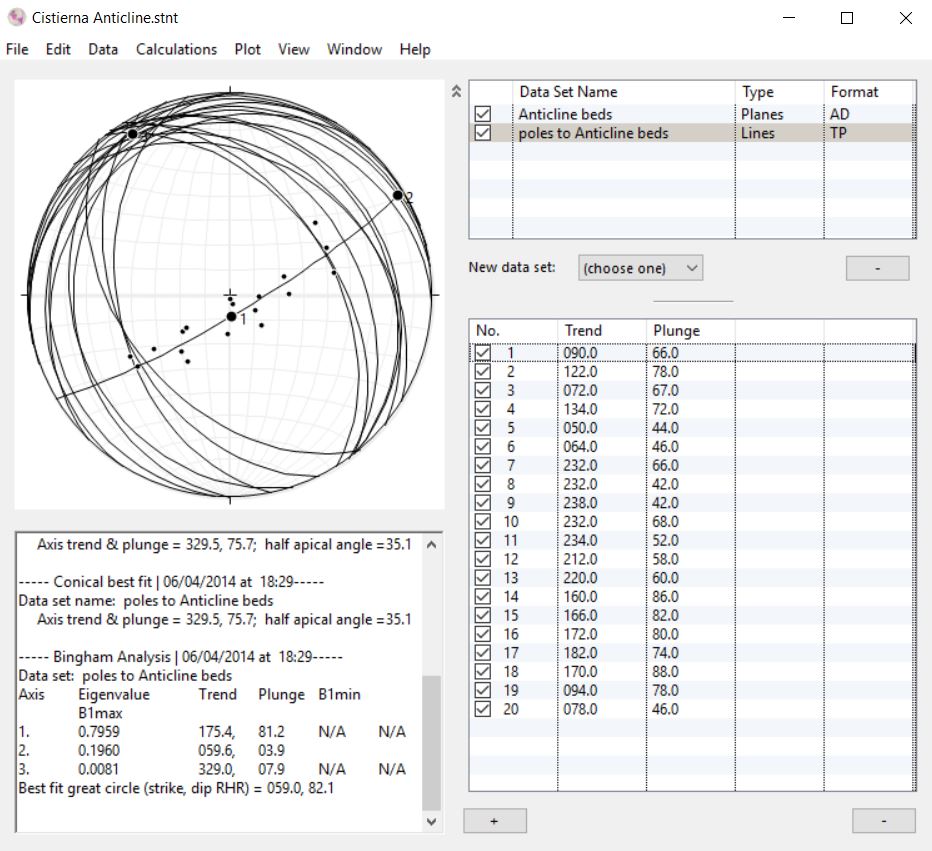 Cistierna Anticline.stnt
File Edit Data Calculations Plot View Window Help
1
2
Data Set Name Type Format
Anticline beds Planes AD
poles to Anticline beds Lines TP
New data set: (choose one) -
No. Trend Plunge
1 090.0 66.0
2 122.0 78.0
3 072.0 67.0
4 134.0 72.0
5 050.0 44.0
6 064.0 46.0
7 232.0 66.0
8 232.0 42.0
9 238.0 42.0
10 232.0 68.0
11 234.0 52.0
12 212.0 58.0
13 220.0 60.0
14 160.0 86.0
15 166.0 82.0
16 172.0 80.0
17 182.0 74.0
18 170.0 88.0
19 094.0 78.0
20 078.0 46.0
+ -
Axis trend & plunge = 329.5, 75.7; half apical angle =35.1
----- Conical best fit | 06/04/2014 at 18:29-----
Data set name: poles to Anticline beds
Axis trend & plunge = 329.5, 75.7; half apical angle =35.1
----- Bingham Analysis | 06/04/2014 at 18:29-----
Data set: poles to Anticline beds
Axis Eigenvalue Trend Plunge B1min
B1max
1. 0.7959 175.4, 81.2 N/A N/A
2. 0.1960 059.6, 03.9
3. 0.0081 329.0, 07.9 N/A N/A
Best fit great circle (strike, dip RHR) = 059.0, 82.1